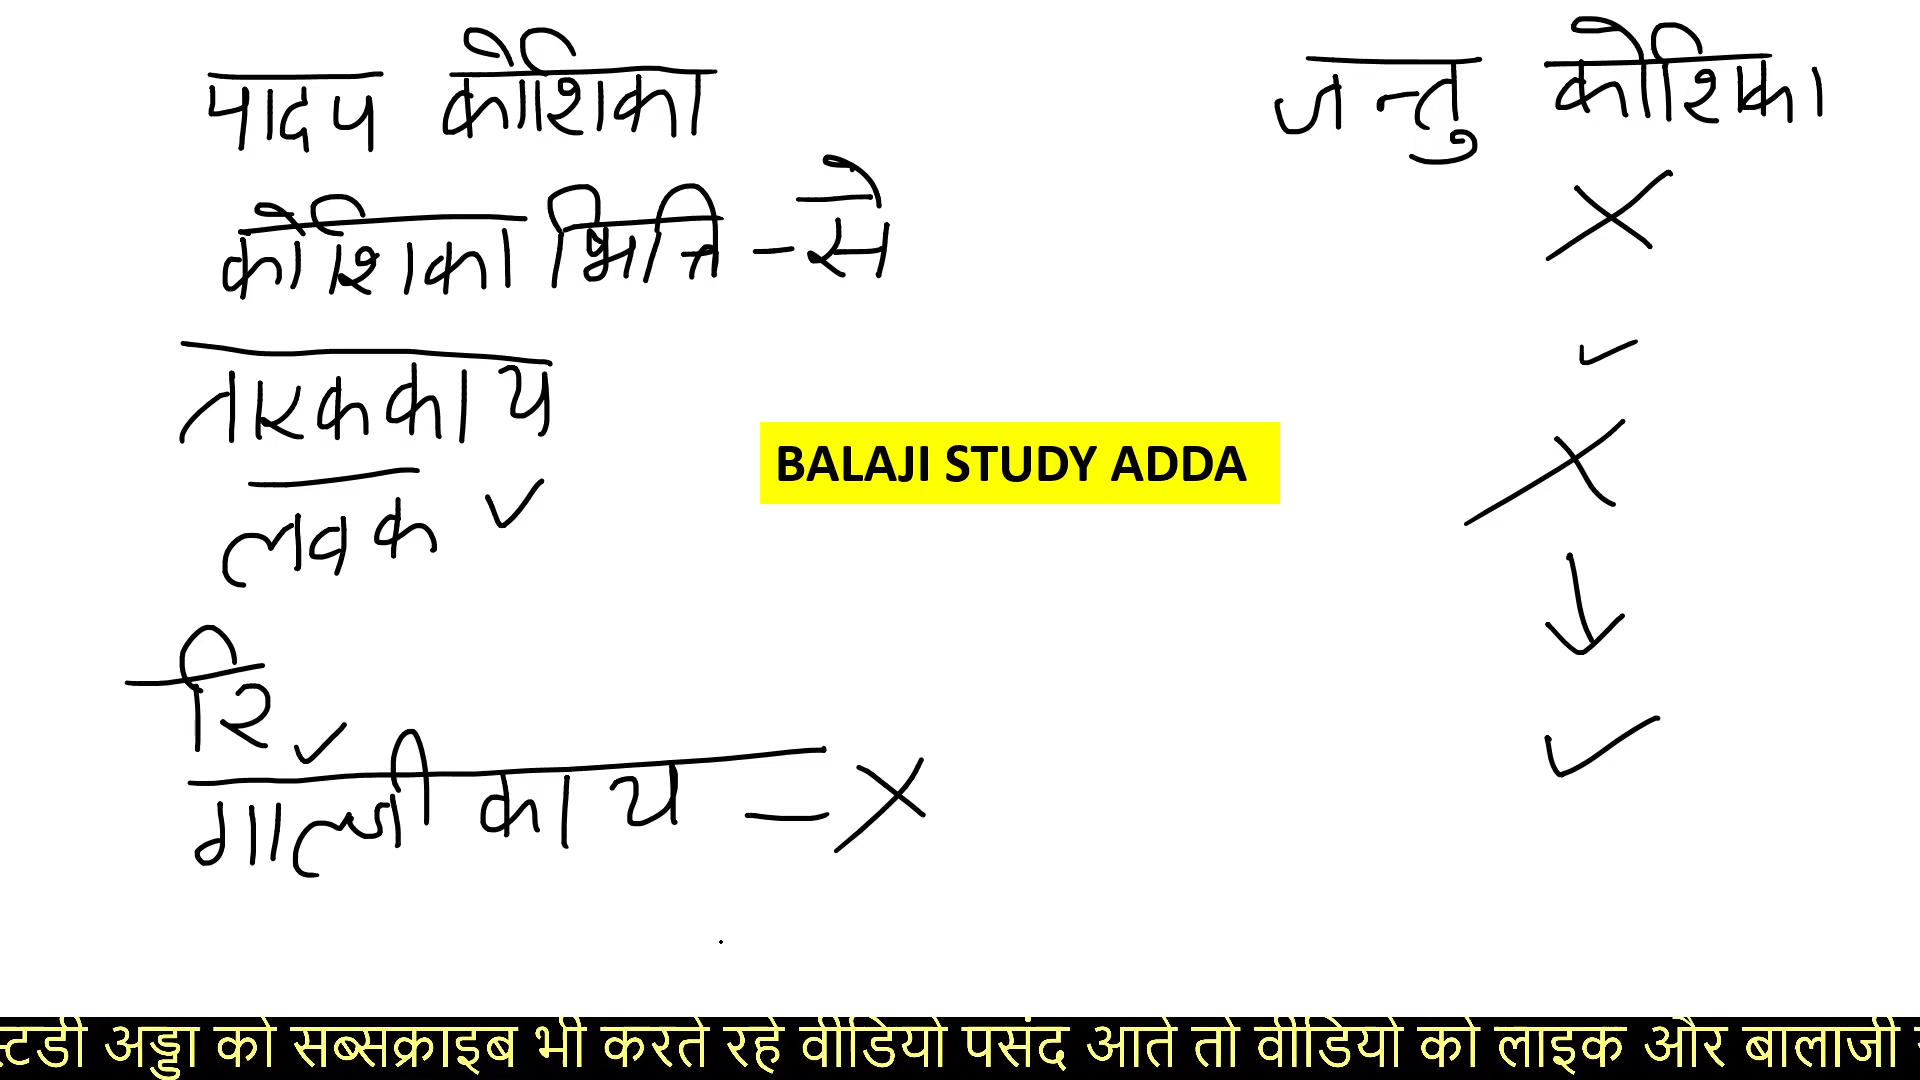 पादप कोशिका
जन्तु कोशिका
कोशिका भित्ति - से
तारककाय
लवक ✓
BALAJI STUDY ADDA
रि ✓
गाल्जीकाय -
स्टडी अड्डा को सब्सक्राइब भी करते रहे वीडियो पसंद आते तो वीडियो को लाइक और बालाजी